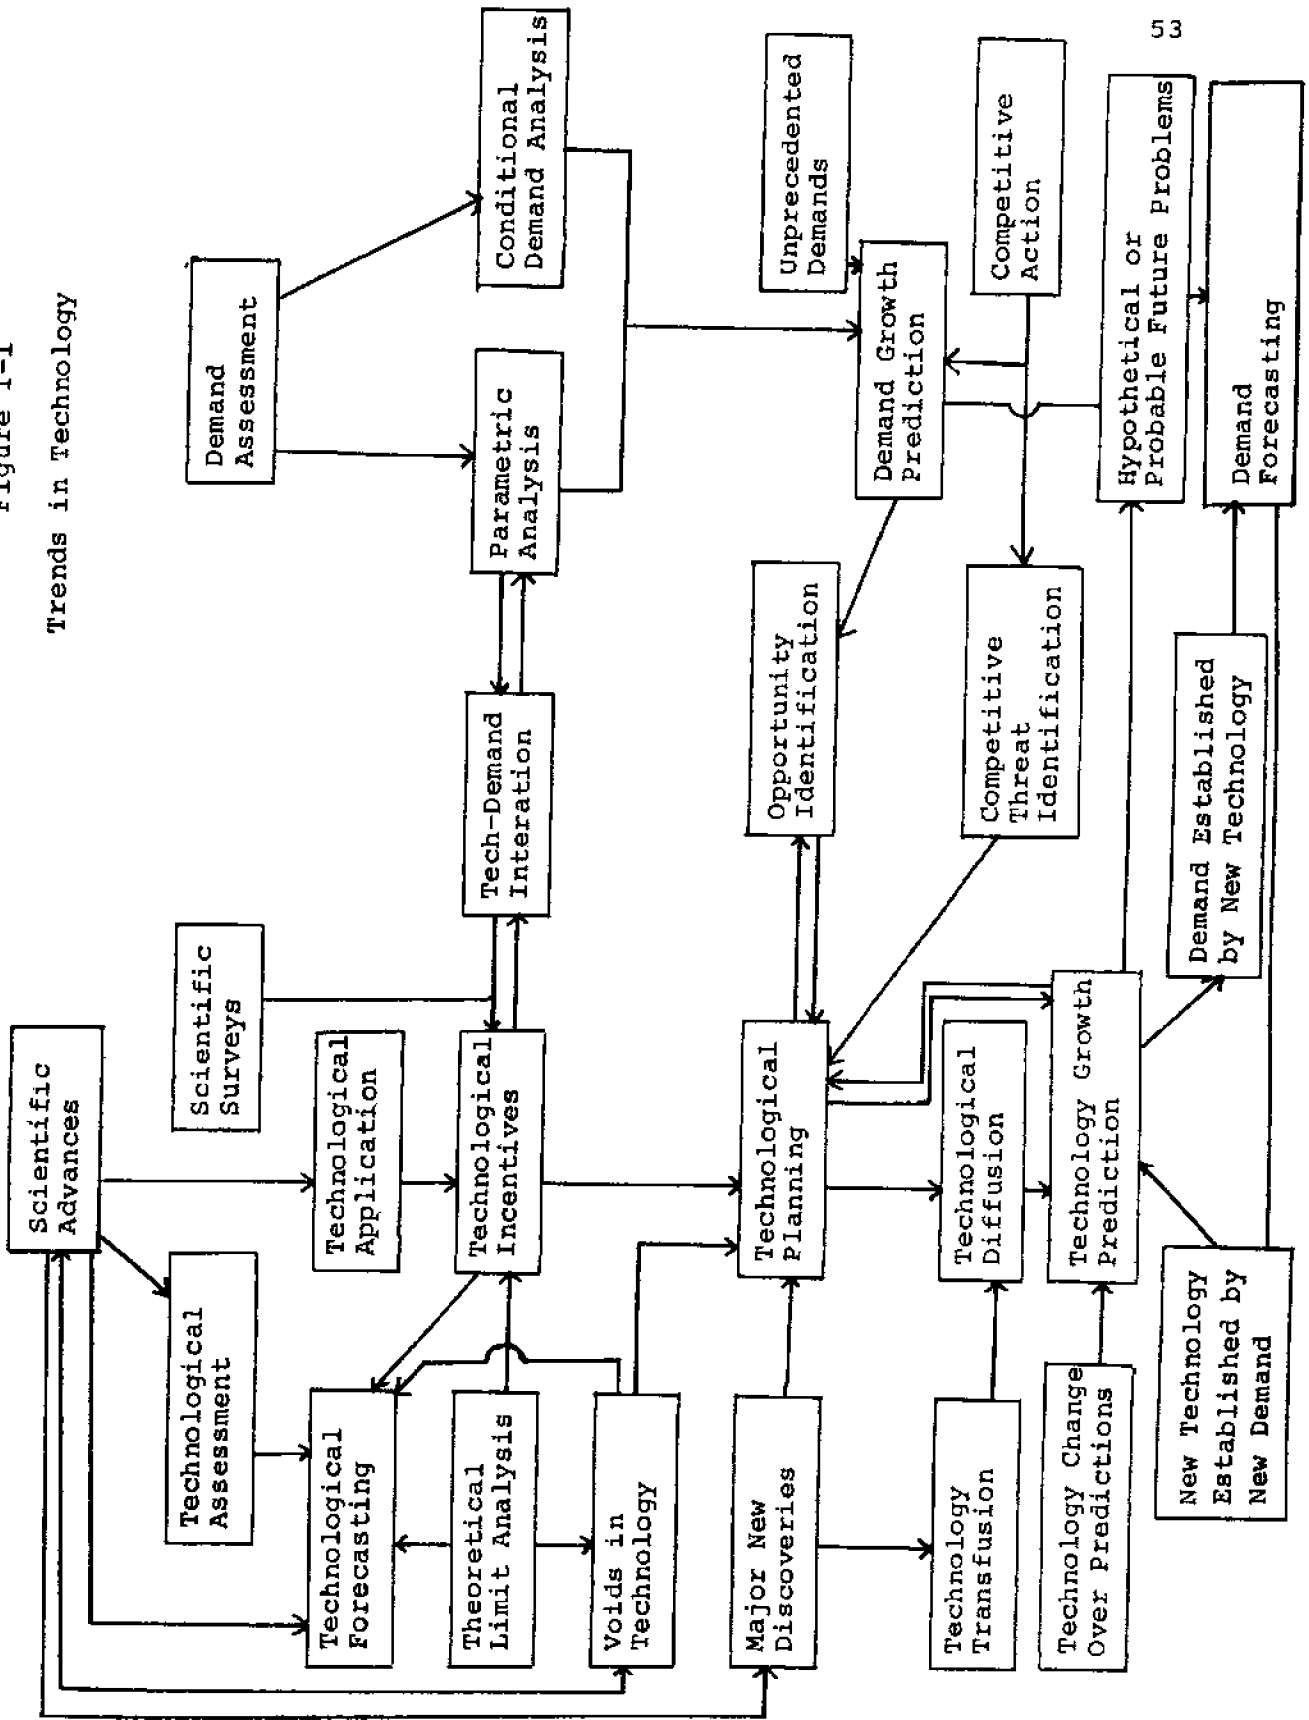 Figure 1-1
Trends in Technology
Scientific
Advances
Technological
Assessment
Scientific
Surveys
Demand
Assessment
Technological
Forecasting
Technological
Application
Theoretical
Limit Analysis
Technological
Incentives
Tech-Demand
Interation
Parametric
Analysis
Conditional
Demand Analysis
Voids in
Technology
Major New
Discoveries
Technological
Planning
Opportunity
Identification
Unprecedented
Demands
Demand Growth
Prediction
Technology
Transfusion
Technological
Diffusion
Competitive
Threat
Identification
Competitive
Action
Technology Change
Over Predictions
Technology Growth
Prediction
Hypothetical or
Probable Future Problems
New Technology
Established by
New Demand
Demand Established
by New Technology
Demand
Forecasting
53